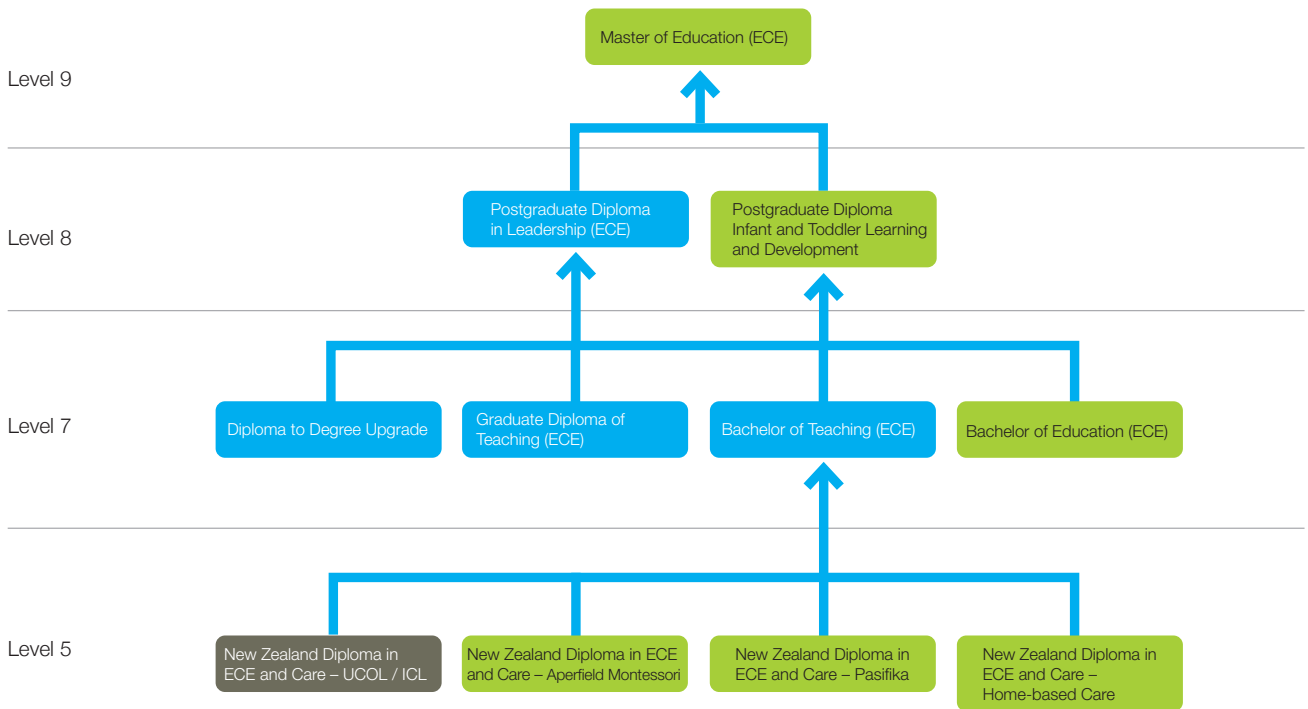 Master of Education (ECE)
Level 9
Postgraduate Diploma
in Leadership (ECE)
Postgraduate Diploma
Infant and Toddler Learning
and Development
Level 8
Level 7
Diploma to Degree Upgrade
Graduate Diploma of
Teaching (ECE)
Bachelor of Teaching (ECE)
Bachelor of Education (ECE)
Level 5
New Zealand Diploma in
ECE and Care – UCOL / ICL
New Zealand Diploma in ECE
and Care – Aperfield Montessori
New Zealand Diploma in
ECE and Care – Pasifika
New Zealand Diploma in
ECE and Care –
Home-based Care